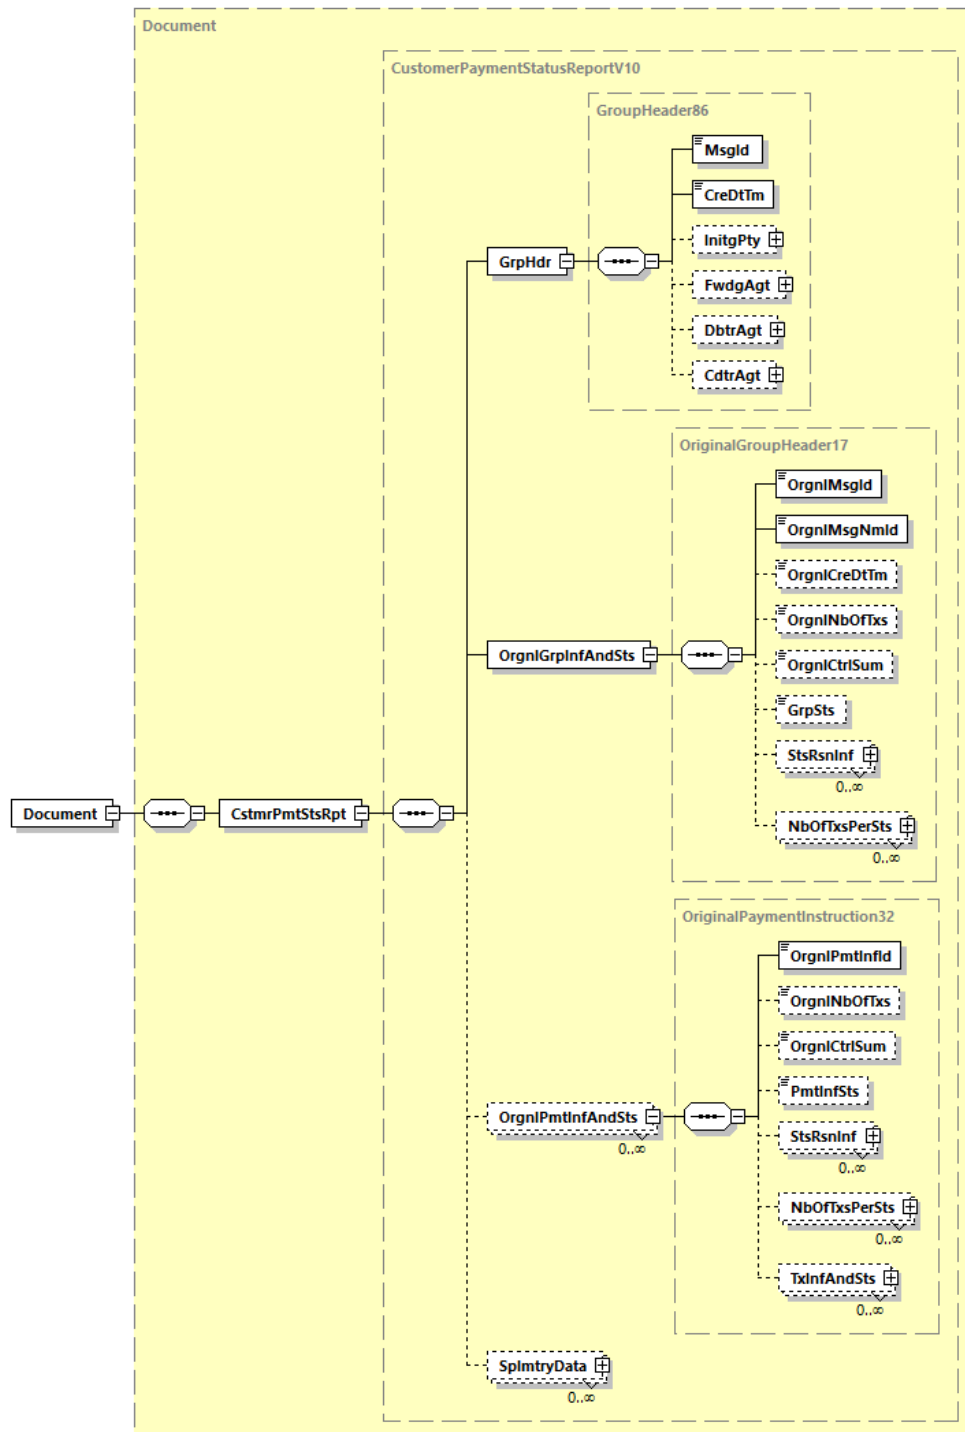 Document
CustomerPaymentStatusReportV10
GroupHeader86
MsgId
CreDtTm
InitgPty
GrpHdr
FwdgAgt
DbtrAgt
CdtrAgt
OriginalGroupHeader17
OrgnlMsgId
OrgnlMsgNmId
OrgnlCreDtTm
OrgnlNbOfTxs
OrgnlGrpInfAndSts
OrgnlCtrlSum
GrpSts
StsRsnInf
0..∞
Document
CstmrPmtStsRpt
NbOfTxsPerSts
0..∞
OriginalPaymentInstruction32
OrgnlPmtInfId
OrgnlNbOfTxs
OrgnlCtrlSum
PmtInfSts
OrgnlPmtInfAndSts
0..∞
StsRsnInf
0..∞
NbOfTxsPerSts
0..∞
TxInfAndSts
0..∞
SplmtryData
0..∞